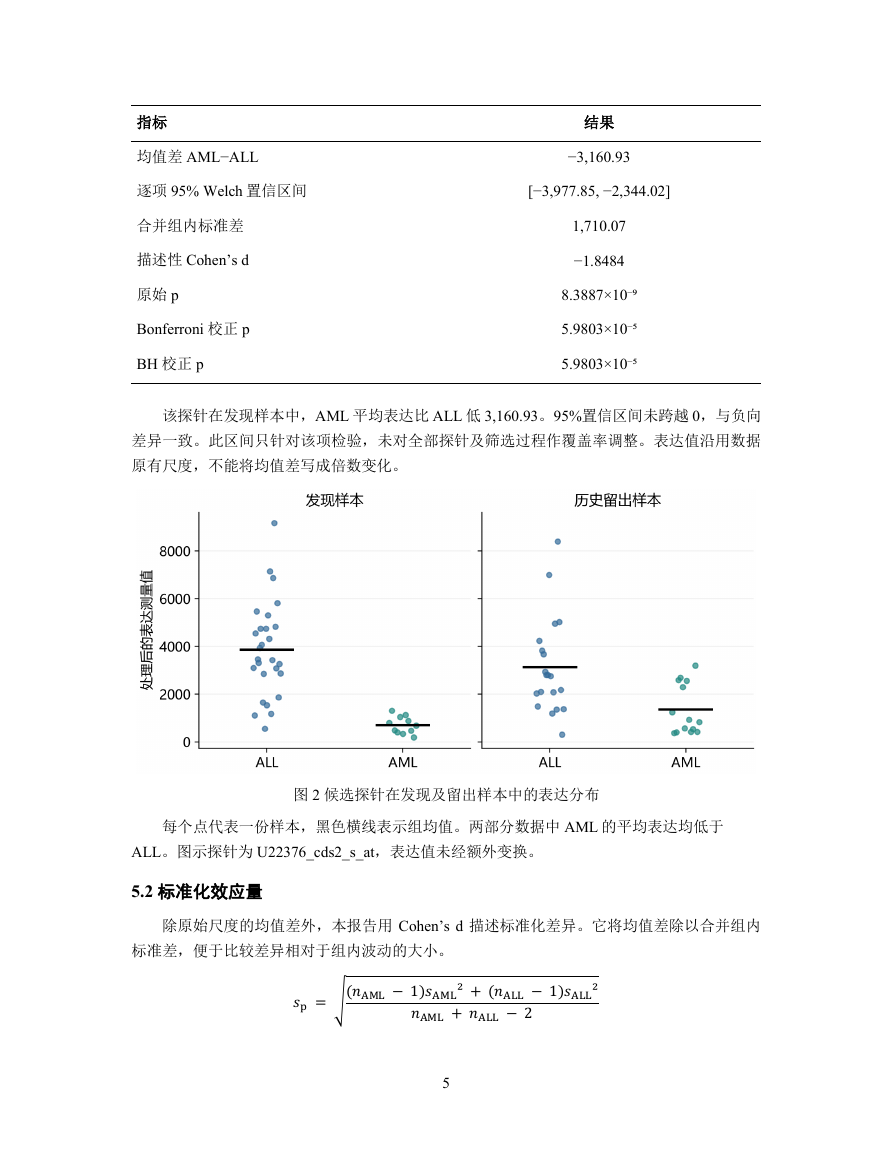 指标 结果
均值差 AML−ALL −3,160.93
逐项 95% Welch 置信区间 [−3,977.85, −2,344.02]
合并组内标准差 1,710.07
描述性 Cohen’s d −1.8484
原始 p 8.3887×10⁻⁹
Bonferroni 校正 p 5.9803×10⁻⁵
BH 校正 p 5.9803×10⁻⁵
该探针在发现样本中，AML 平均表达比 ALL 低 3,160.93。95%置信区间未跨越 0，与负向
差异一致。此区间只针对该项检验，未对全部探针及筛选过程作覆盖率调整。表达值沿用数据
原有尺度，不能将均值差写成倍数变化。
发现样本 历史留出样本
处理后的表达测量值
8000
6000
4000
2000
0
ALL AML ALL AML
图 2 候选探针在发现及留出样本中的表达分布
每个点代表一份样本，黑色横线表示组均值。两部分数据中 AML 的平均表达均低于
ALL。图示探针为 U22376_cds2_s_at，表达值未经额外变换。
5.2 标准化效应量
除原始尺度的均值差外，本报告用 Cohen’s d 描述标准化差异。它将均值差除以合并组内
标准差，便于比较差异相对于组内波动的大小。
s_p = √((n_AML − 1)s_AML² + (n_ALL − 1)s_ALL²) / (n_AML + n_ALL − 2)
5